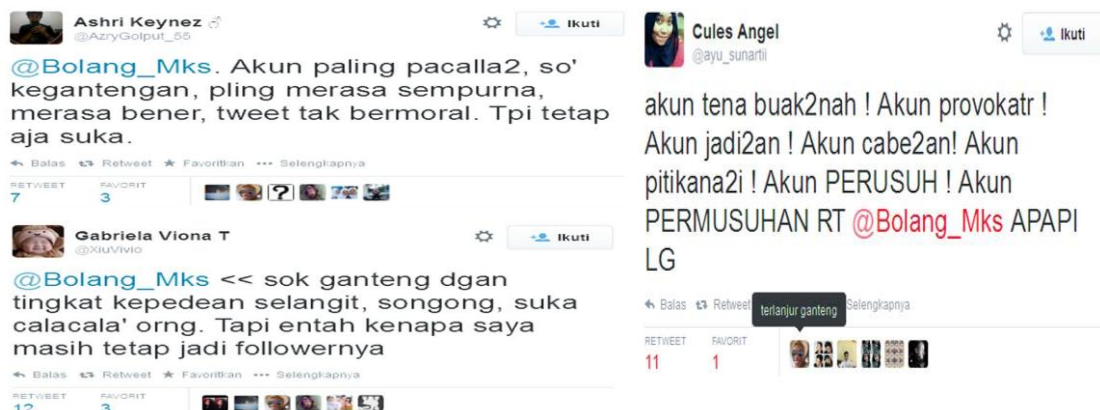 Ashri Keynez
@AzryGolput_55
Ikuti
@Bolang_Mks. Akun paling pacalla2, so'
kegantengan, pling merasa sempurna,
merasa bener, tweet tak bermoral. Tpi tetap
aja suka.
Balas Retweet Favoritkan ••• Selengkapnya
RETWEET FAVORIT
7 3
Gabriela Viona T
@XiuVivio
Ikuti
@Bolang_Mks << sok ganteng dgan
tingkat kepedean selangit, songong, suka
calacala' orng. Tapi entah kenapa saya
masih tetap jadi followernya
Balas Retweet Favoritkan ••• Selengkapnya
RETWEET FAVORIT
12 3
Cules Angel
@ayu_sunartii
Ikuti
akun tena buak2nah ! Akun provokatr !
Akun jadi2an ! Akun cabe2an! Akun
pitikana2i ! Akun PERUSUH ! Akun
PERMUSUHAN RT @Bolang_Mks APAPI
LG
Balas Retweet terlanjur ganteng Selengkapnya
RETWEET FAVORIT
11 1